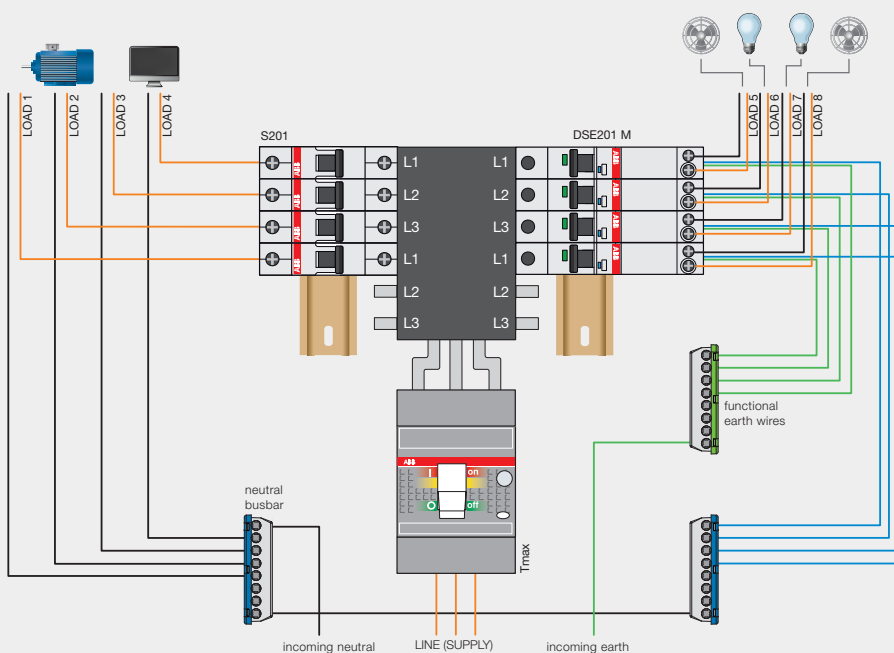 LOAD 1
LOAD 2
LOAD 3
LOAD 4
LOAD 5
LOAD 6
LOAD 7
LOAD 8
S201
DSE201 M
ABB
L1
L1
ABB
ABB
L2
L2
ABB
ABB
L3
L3
ABB
ABB
L1
L1
ABB
L2
L2
L3
L3
functional
earth wires
ABB
I
on
O
off
Tmax
neutral
busbar
incoming neutral
LINE (SUPPLY)
incoming earth